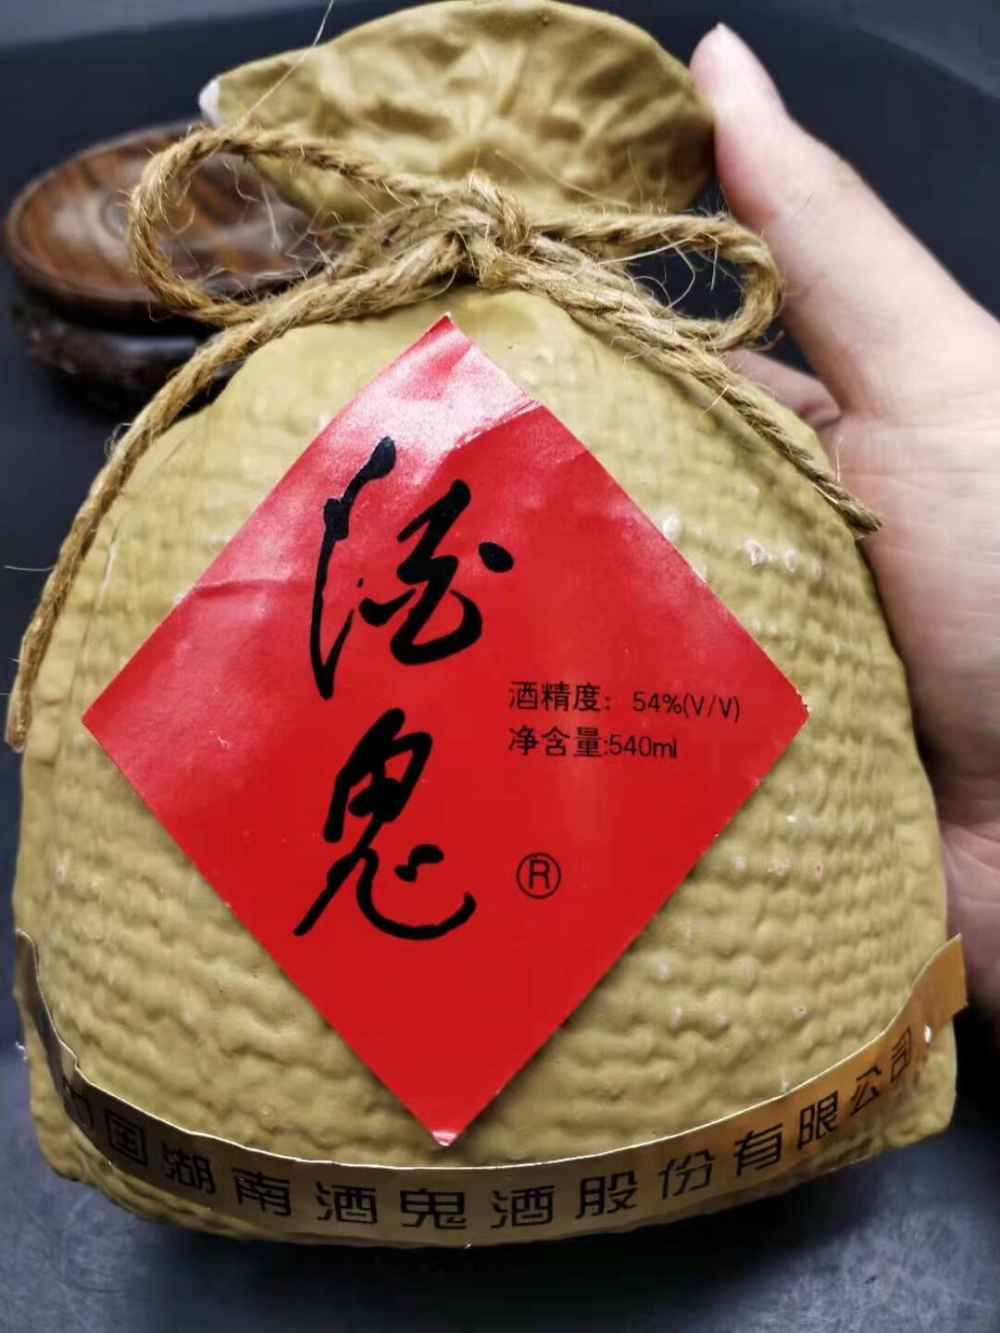 酒鬼
酒精度: 54%(V/V)
净含量:540ml
®
中国湖南酒鬼酒股份有限公司